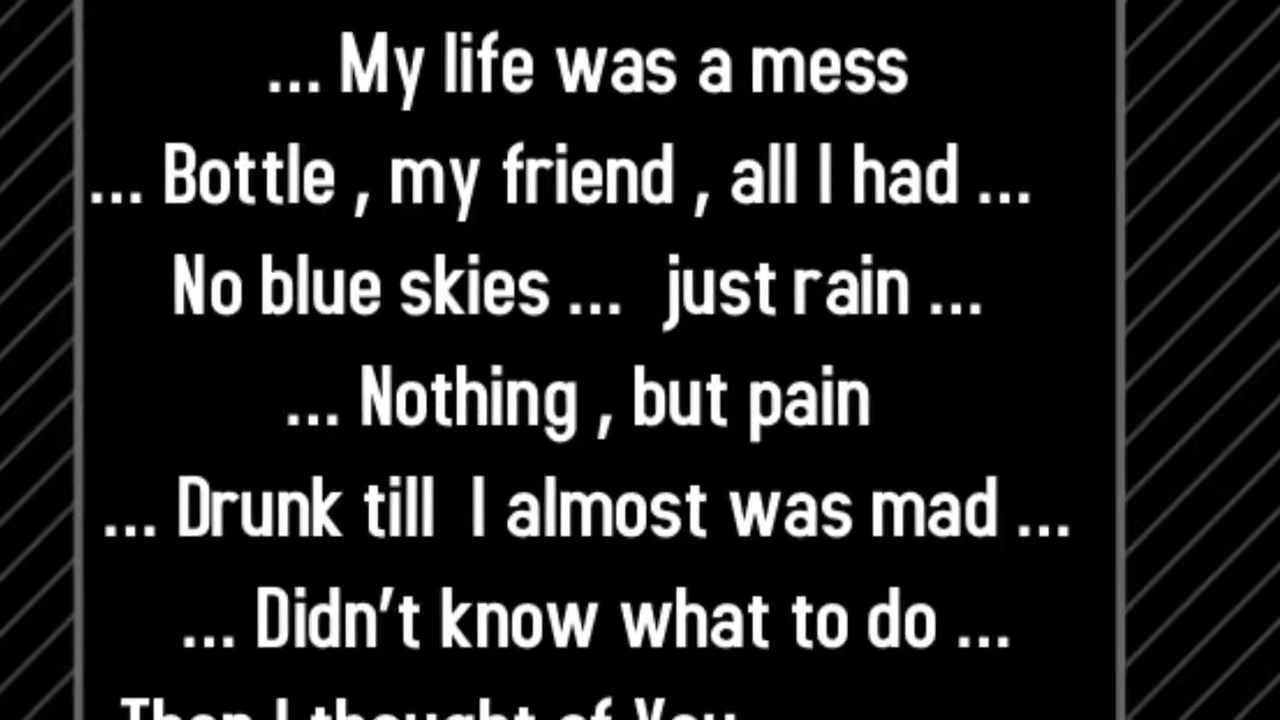 ... My life was a mess
... Bottle , my friend , all I had ...
No blue skies ... just rain ...
... Nothing , but pain
... Drunk till I almost was mad ...
... Didn't know what to do ...
Then I thought of You